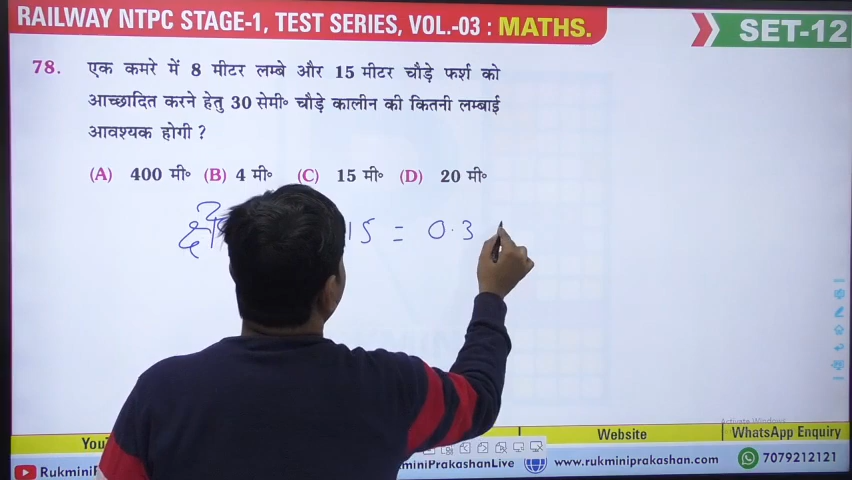 RAILWAY NTPC STAGE-1, TEST SERIES, VOL.-03 : MATHS.
SET-12
78. एक कमरे में 8 मीटर लम्बे और 15 मीटर चौड़े फर्श को
आच्छादित करने हेतु 30 सेमी॰ चौड़े कालीन की कितनी लम्बाई
आवश्यक होगी ?
(A) 400 मी॰ (B) 4 मी॰ (C) 15 मी॰ (D) 20 मी॰
15 = 0.3
Activate Windows
Website
WhatsApp Enquiry
www.rukminiprakashan.com
7079212121